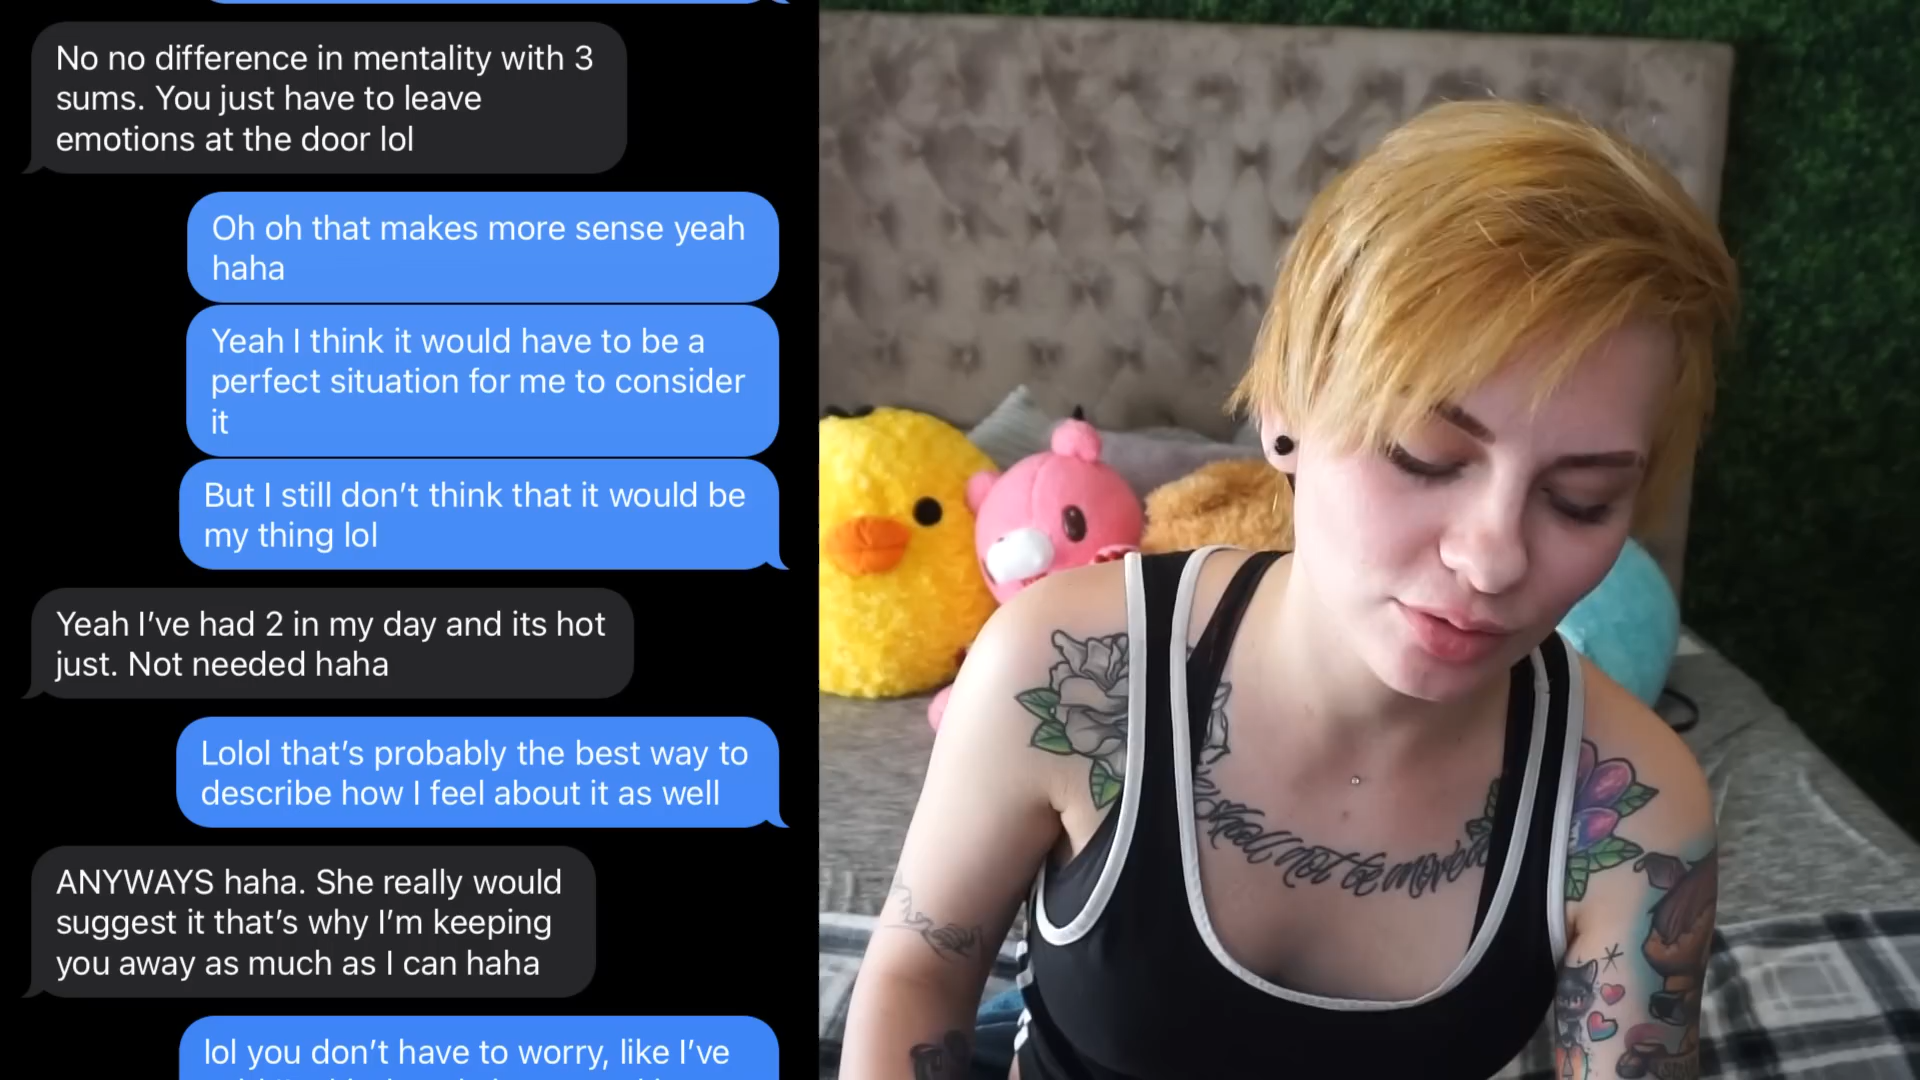 No no difference in mentality with 3
sums. You just have to leave
emotions at the door lol
Oh oh that makes more sense yeah
haha
Yeah I think it would have to be a
perfect situation for me to consider
it
But I still don’t think that it would be
my thing lol
Yeah I’ve had 2 in my day and its hot
just. Not needed haha
Lolol that’s probably the best way to
describe how I feel about it as well
ANYWAYS haha. She really would
suggest it that’s why I’m keeping
you away as much as I can haha
lol you don’t have to worry, like I’ve
shall not be moved